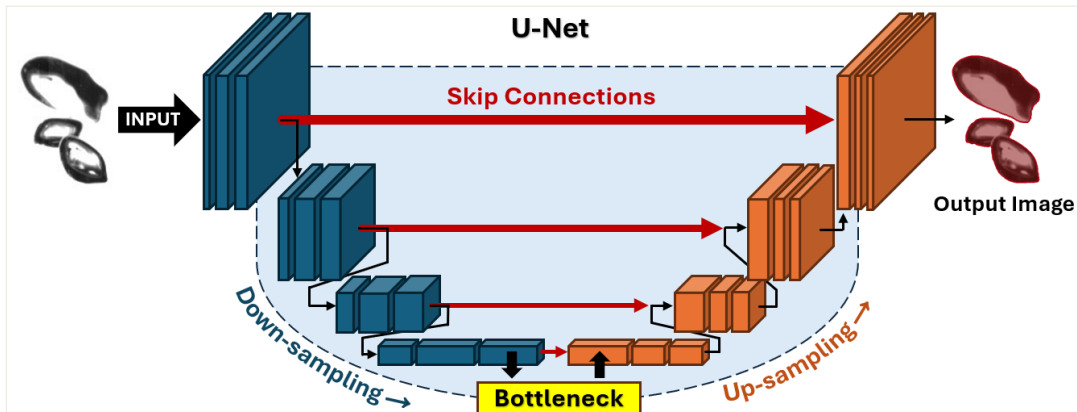 U-Net
Skip Connections
INPUT
Output Image
Down-sampling →
Up-sampling →
Bottleneck